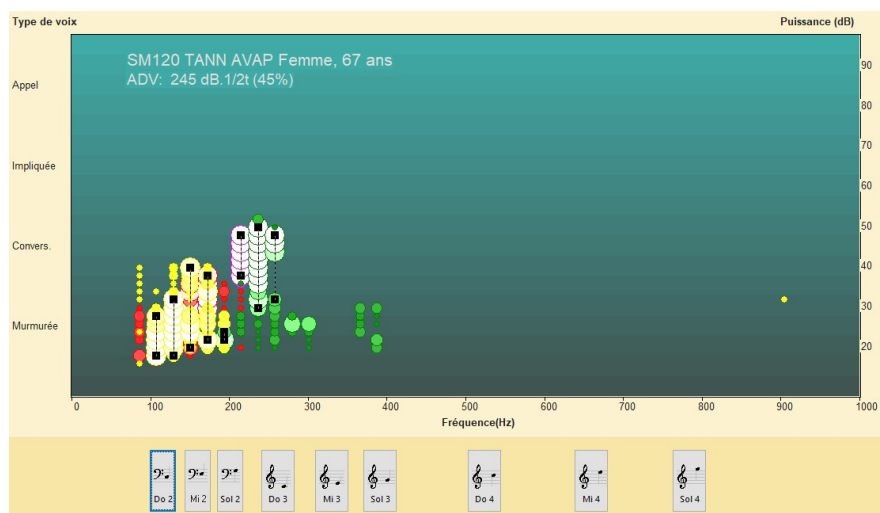 Type de voix
Puissance (dB)
SM120 TANN AVAP Femme, 67 ans
ADV: 245 dB.1/2t (45%)
Appel
Impliquée
Convers.
Murmurée
90
80
70
60
50
40
30
20
0 100 200 300 400 500 600 700 800 900 1000
Fréquence(Hz)
Do 2 Mi 2 Sol 2 Do 3 Mi 3 Sol 3 Do 4 Mi 4 Sol 4